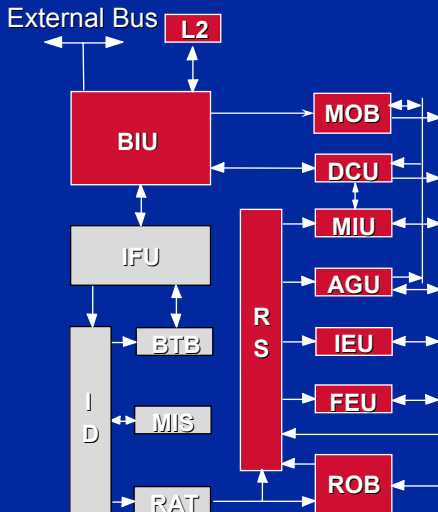 External Bus
L2
BIU
MOB
DCU
MIU
IFU
AGU
R
S
BTB
IEU
I
D
MIS
FEU
RAT
ROB